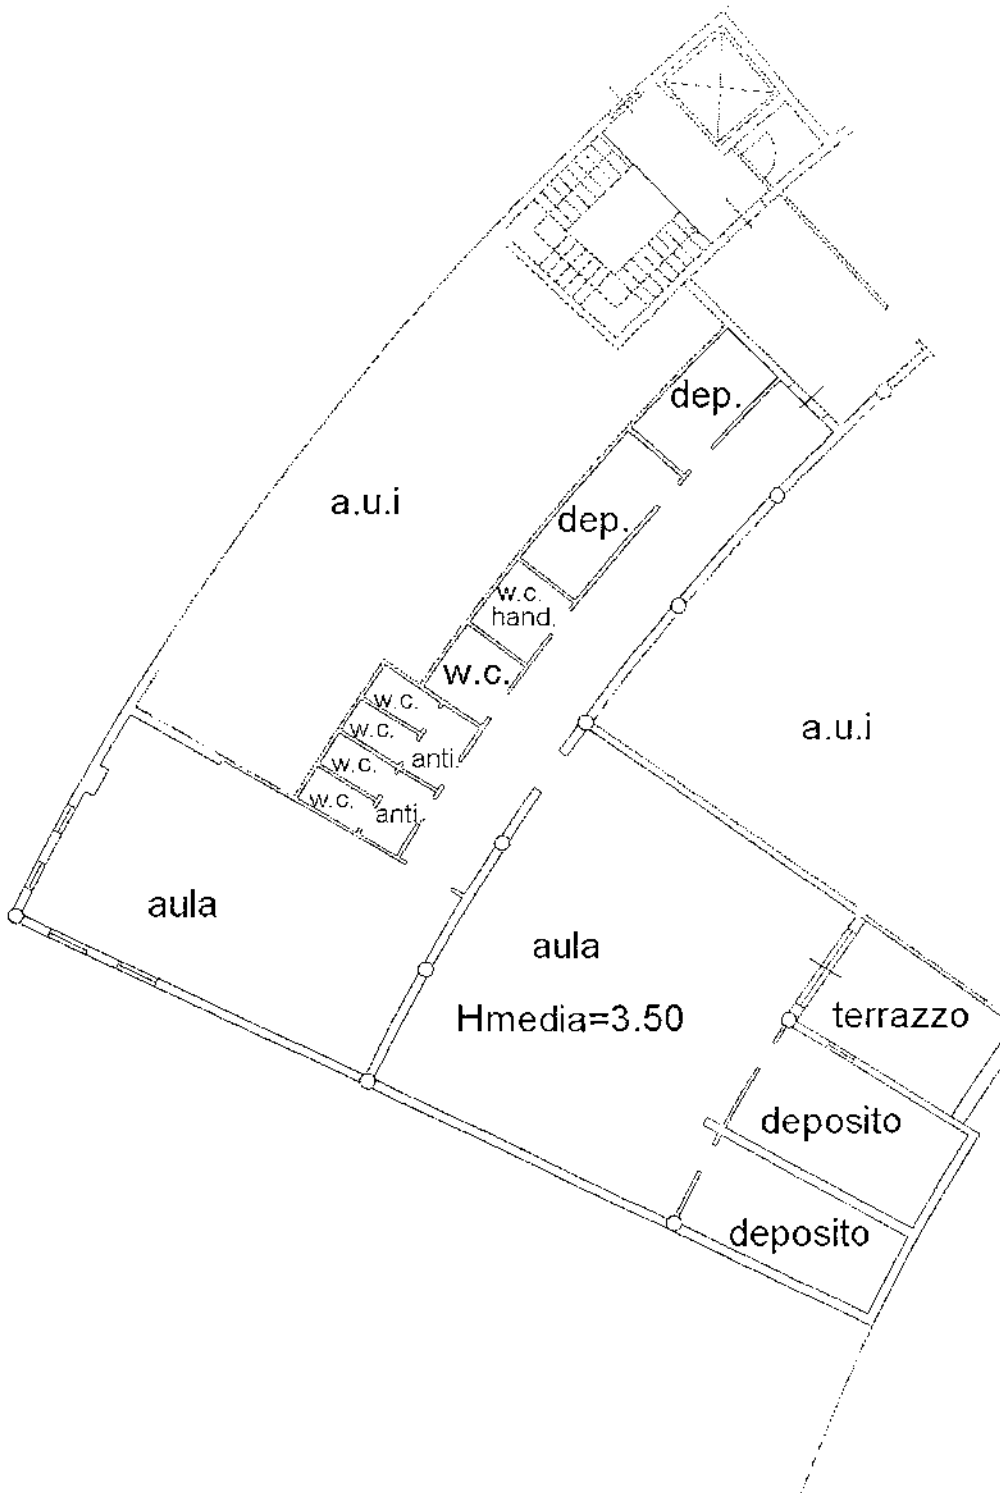 dep.
a.u.i
dep.
w.c.
hand.
w.c.
w.c.
w.c.
anti.
w.c.
w.c.
anti.
a.u.i
aula
aula
Hmedia=3.50
terrazzo
deposito
deposito